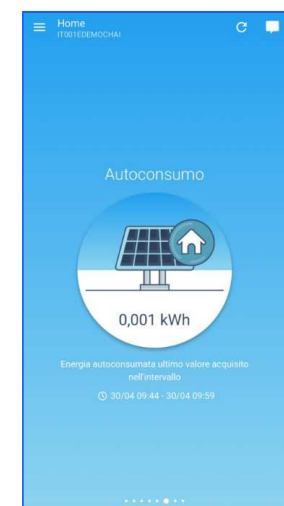 Home
IT001EDEMOCHAI
Autoconsumo
0,001 kWh
Energia autoconsumata ultimo valore acquisito
nell'intervallo
30/04 09:44 - 30/04 09:59